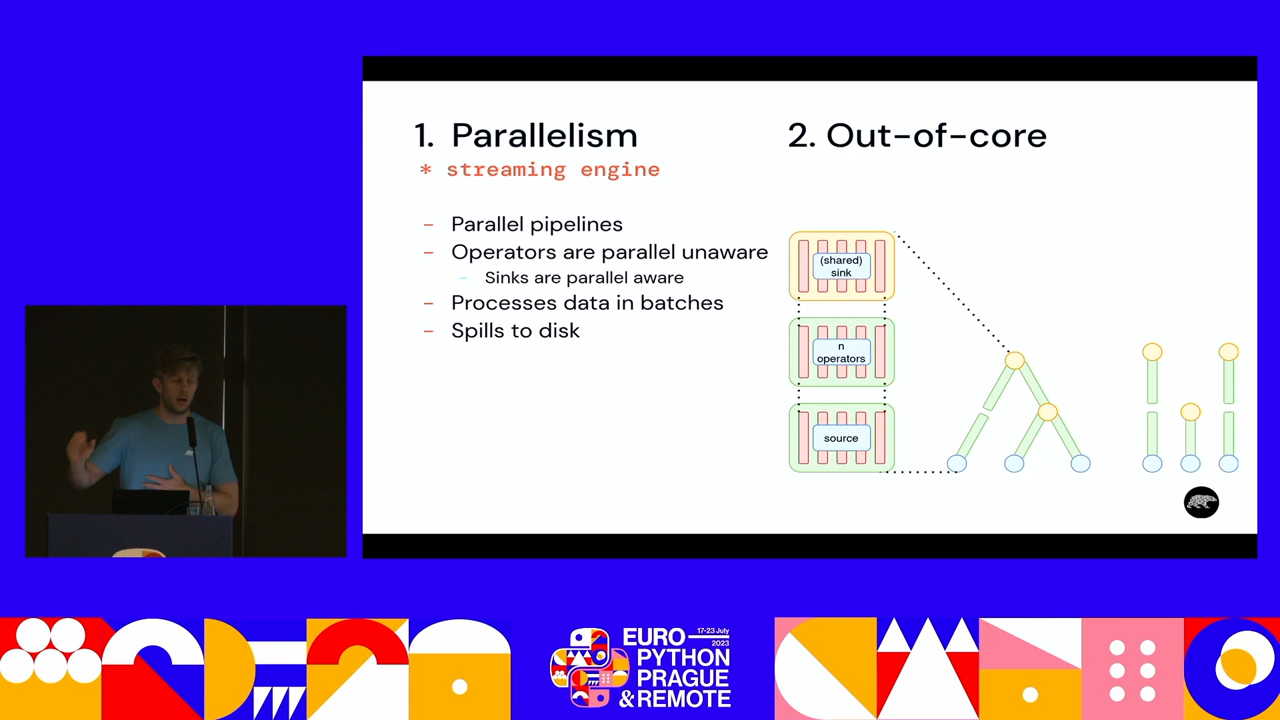 1. Parallelism
* streaming engine
– Parallel pipelines
– Operators are parallel unaware
– Sinks are parallel aware
– Processes data in batches
– Spills to disk
2. Out-of-core
(shared)
sink
n
operators
source
EURO
17-23 July
2023
PYTHON
PRAGUE
& REMOTE